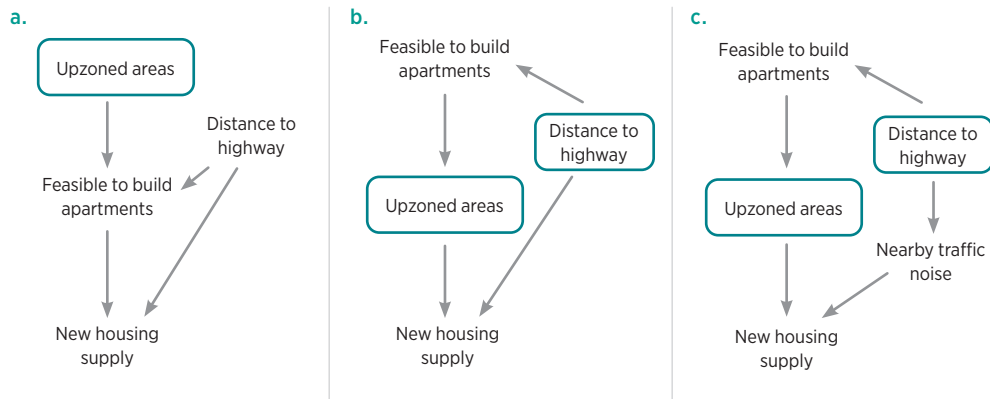 a.
Upzoned areas
Distance to
highway
Feasible to build
apartments
New housing
supply
b.
Feasible to build
apartments
Distance to
highway
Upzoned areas
New housing
supply
c.
Feasible to build
apartments
Distance to
highway
Upzoned areas
Nearby traffic
noise
New housing
supply